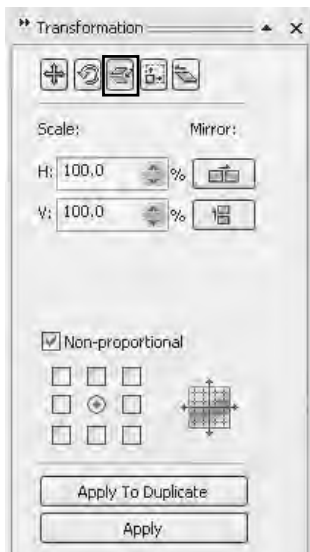 Transformation
Scale: Mirror:
H: 100.0 %
V: 100.0 %
Non-proportional
Apply To Duplicate
Apply